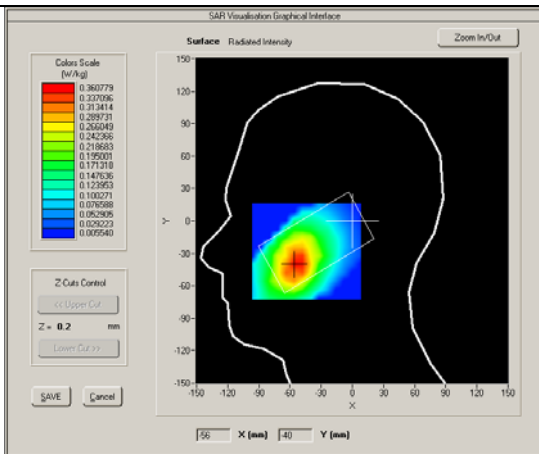 SAR Visualisation Graphical Interface
Surface Radiated Intensity
Zoom In/Out
Colors Scale
(W/kg)
0.360779
0.337096
0.313414
0.289731
0.266049
0.242366
0.218683
0.195001
0.171318
0.147636
0.123953
0.100271
0.076588
0.052905
0.029223
0.005540
Z Cuts Control
<< Upper Cut
Z = 0.2 mm
Lower Cut >>
SAVE
Cancel
150
120
90
60
30
0
-30
-60
-90
-120
-150
Y
-150 -120 -90 -60 -30 0 30 60 90 120 150
X
-56 X (mm) -40 Y (mm)